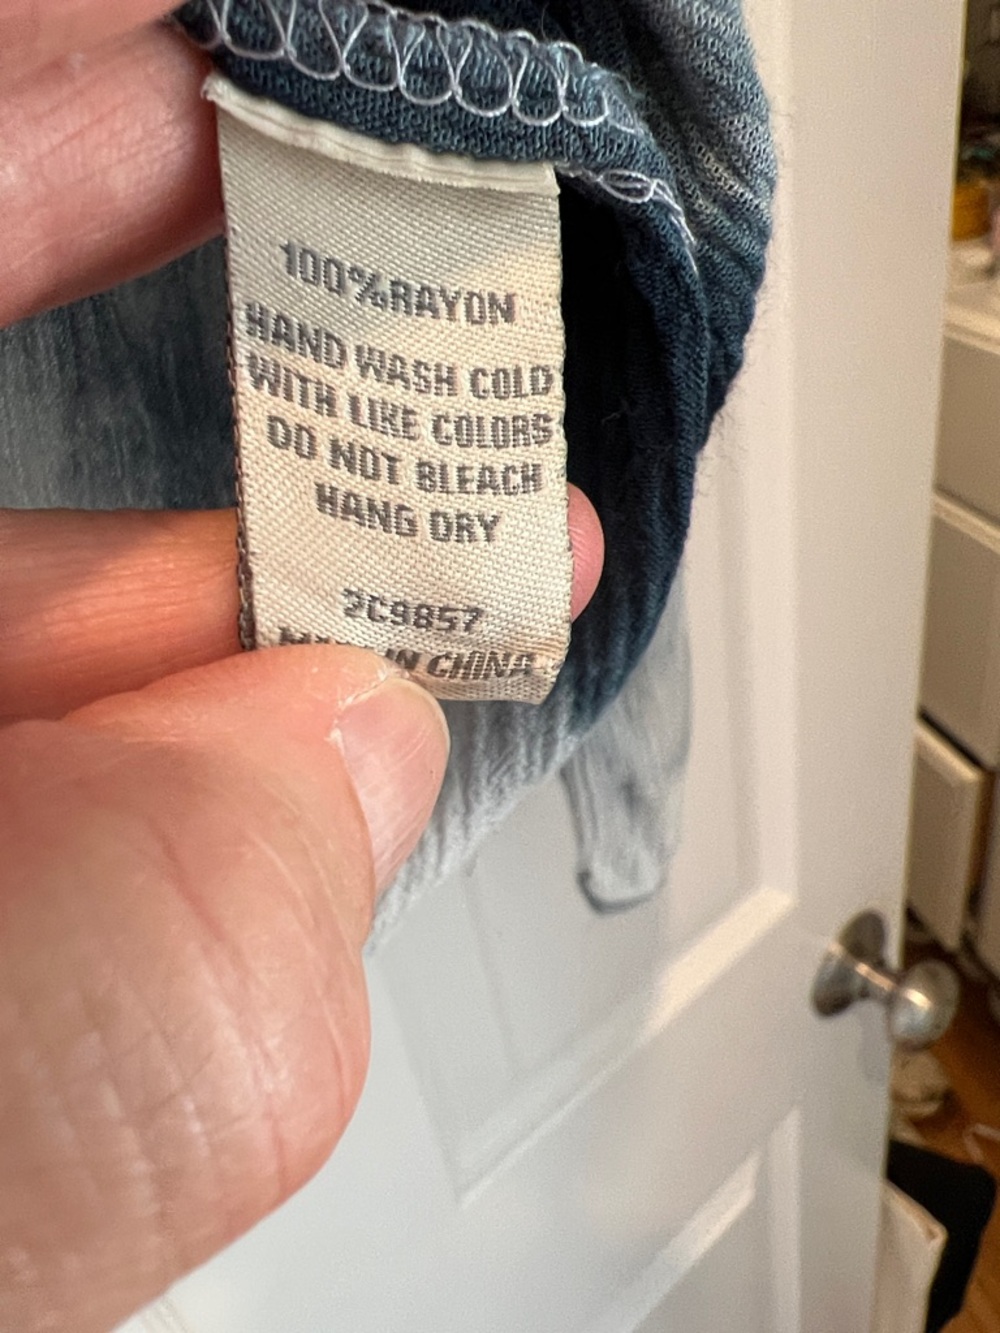 100%RAYON
HAND WASH COLD
WITH LIKE COLORS
DO NOT BLEACH
HANG DRY
2C9857
IN CHINA